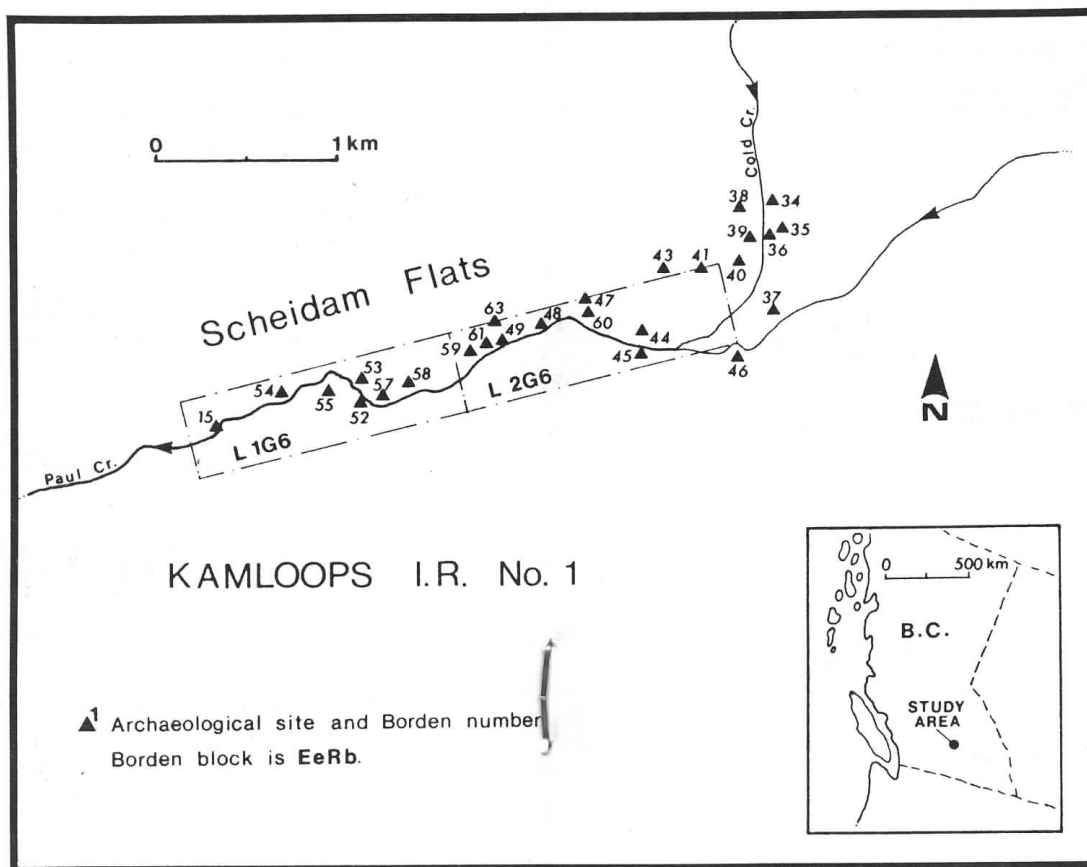 0 1 km
Cold Cr.
38 34
39 35
36
40
43 41
37
Scheidam Flats
47
63 60
48
61 49
44
59
45
46
53
54 58
57
55
52
15
L 2G6
L 1G6
Paul Cr.
N
KAMLOOPS I.R. No. 1
1
Archaeological site and Borden number
Borden block is EeRb.
0 500 km
B.C.
STUDY
AREA